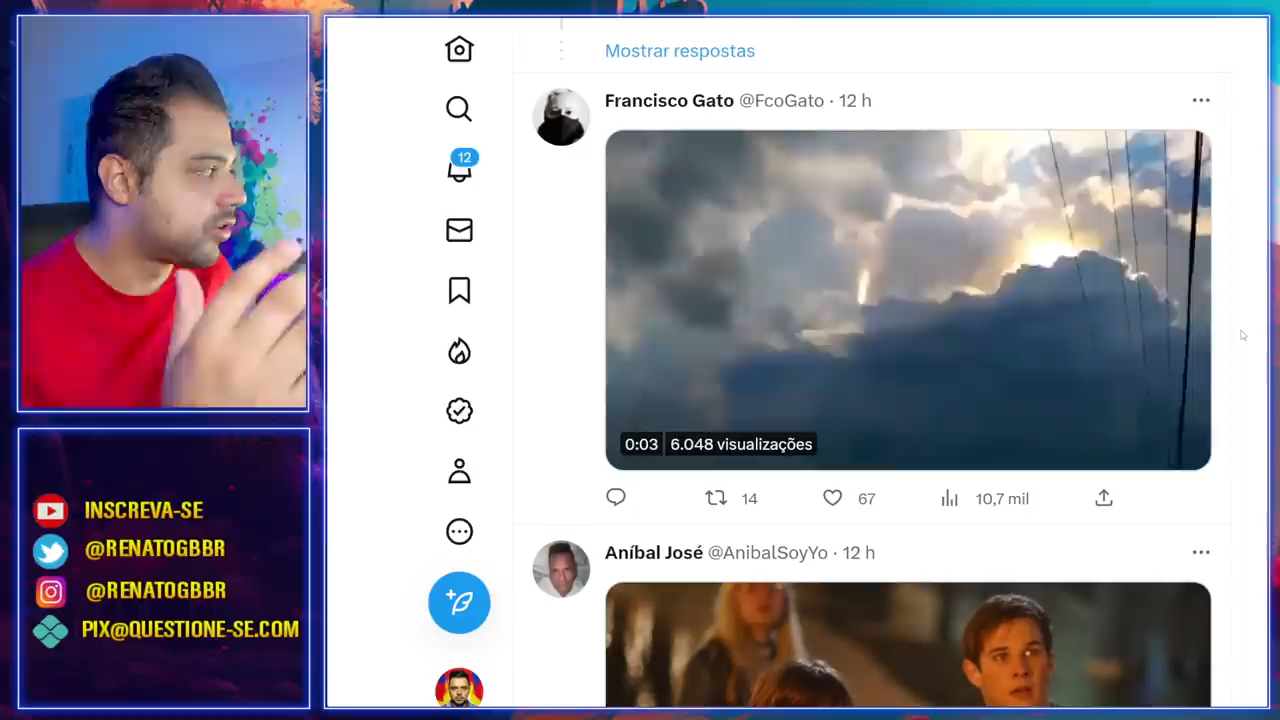 Mostrar respostas
Francisco Gato @FcoGato · 12 h
12
0:03 6.048 visualizações
14 67 10,7 mil
Aníbal José @AnibalSoyYo · 12 h
INSCREVA-SE
@RENATOGBBR
@RENATOGBBR
PIX@QUESTIONE-SE.COM